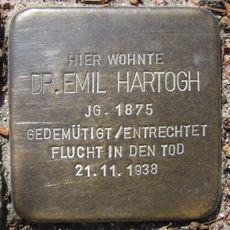 HIER WOHNTE
DR. EMIL HARTOGH
JG. 1875
GEDEMÜTIGT/ENTRECHTET
FLUCHT IN DEN TOD
21.11.1938